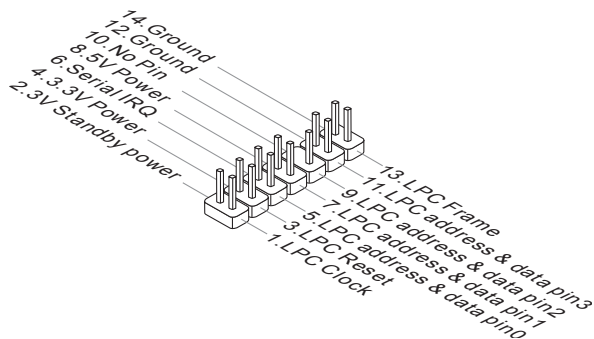 14.Ground
12.Ground
10.No Pin
8.5V Power
6.Serial IRQ
4.3.3V Power
2.3V Standby power
13.LPC Frame
11.LPC address & data pin3
9.LPC address & data pin2
7.LPC address & data pin1
5.LPC address & data pin0
3.LPC Reset
1.LPC Clock